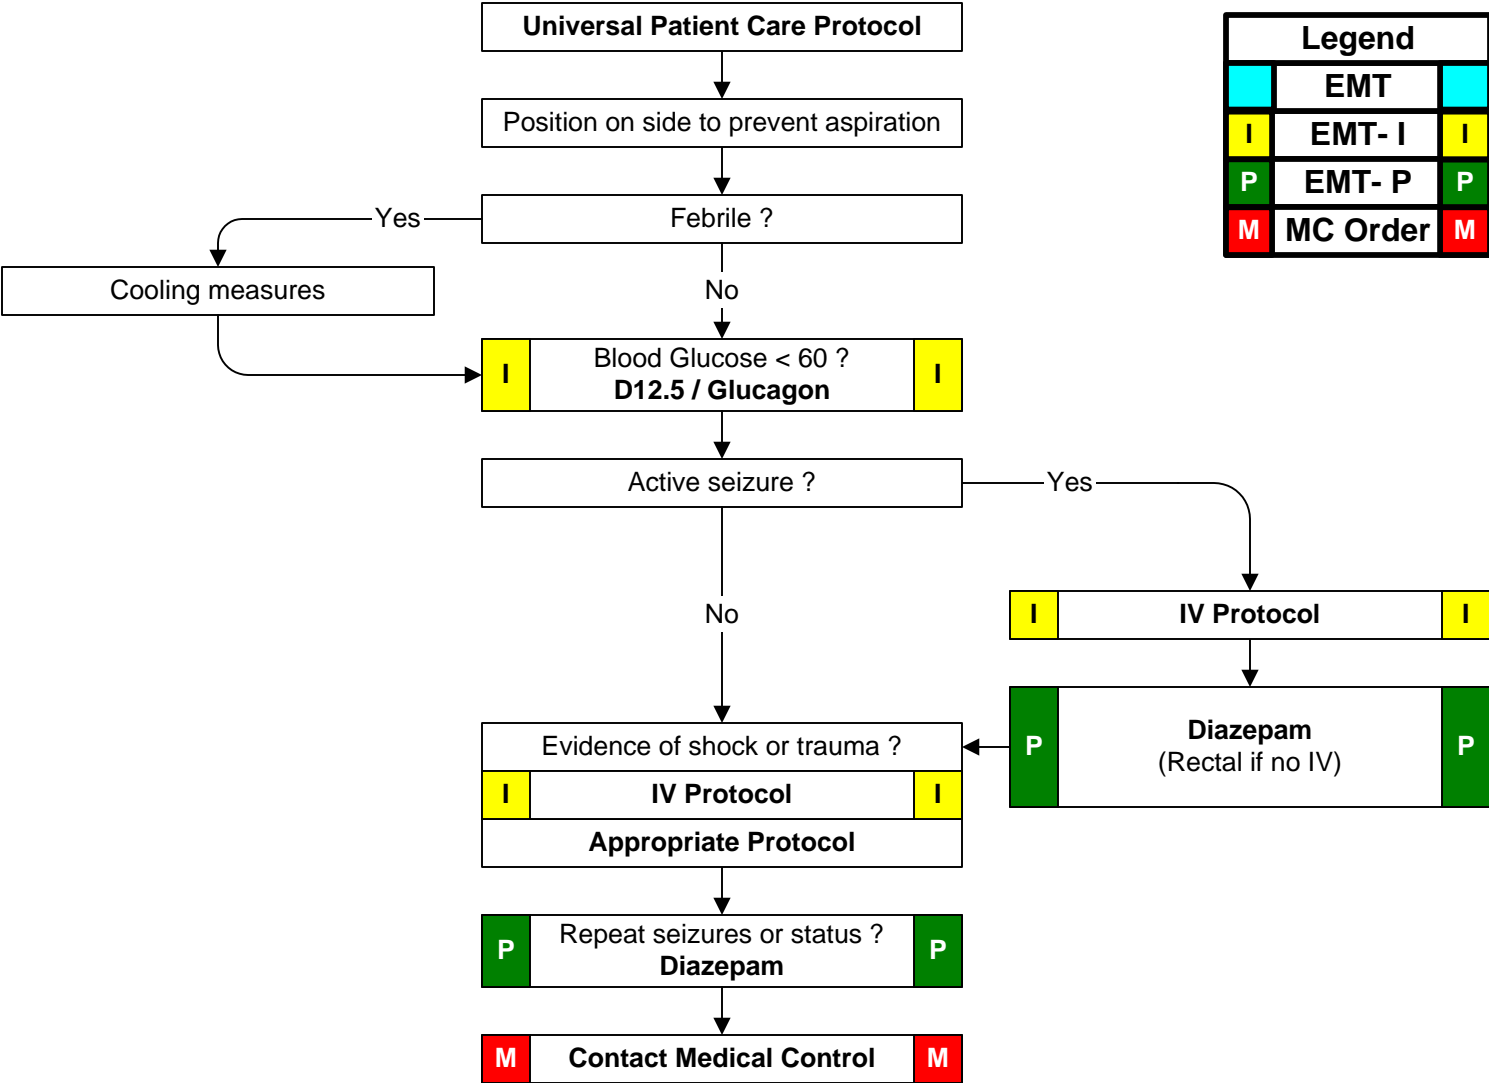 Universal Patient Care Protocol
Legend
EMT
I EMT- I I
P EMT- P P
M MC Order M
Position on side to prevent aspiration
Febrile ?
Yes
Cooling measures
No
I Blood Glucose < 60 ? I
D12.5 / Glucagon
Active seizure ?
Yes
No
I IV Protocol I
P Diazepam P
(Rectal if no IV)
Evidence of shock or trauma ?
I IV Protocol I
Appropriate Protocol
P Repeat seizures or status ? P
Diazepam
M Contact Medical Control M